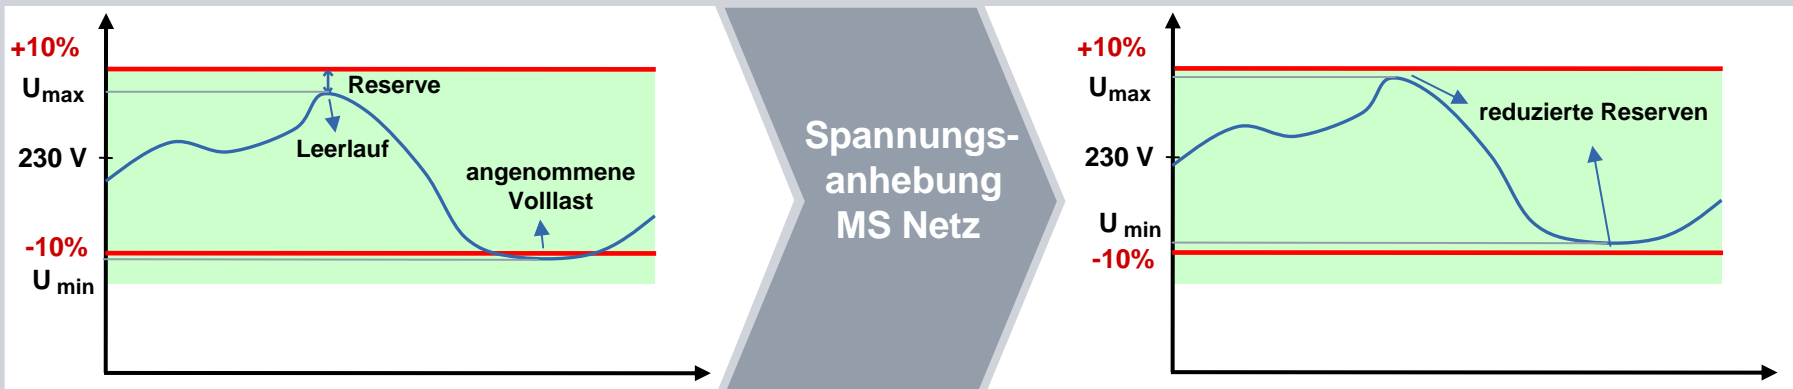 +10%
Umax
Reserve
Leerlauf
230 V
angenommene
Volllast
-10%
U min
Spannungs-
anhebung
MS Netz
+10%
Umax
reduzierte Reserven
230 V
U min
-10%